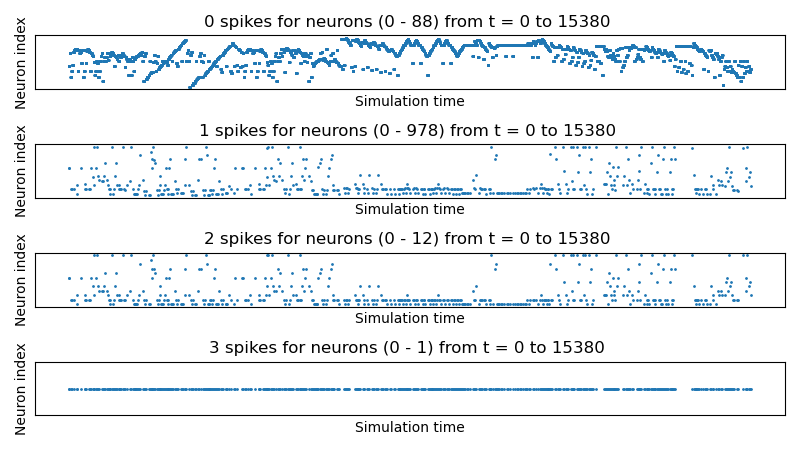 0 spikes for neurons (0 - 88) from t = 0 to 15380
Neuron index
Simulation time
1 spikes for neurons (0 - 978) from t = 0 to 15380
Neuron index
Simulation time
2 spikes for neurons (0 - 12) from t = 0 to 15380
Neuron index
Simulation time
3 spikes for neurons (0 - 1) from t = 0 to 15380
Neuron index
Simulation time